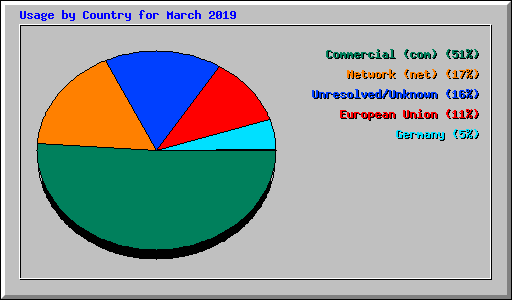 Usage by Country for March 2019
Commercial (com) (51%)
Network (net) (17%)
Unresolved/Unknown (16%)
European Union (11%)
Germany (5%)